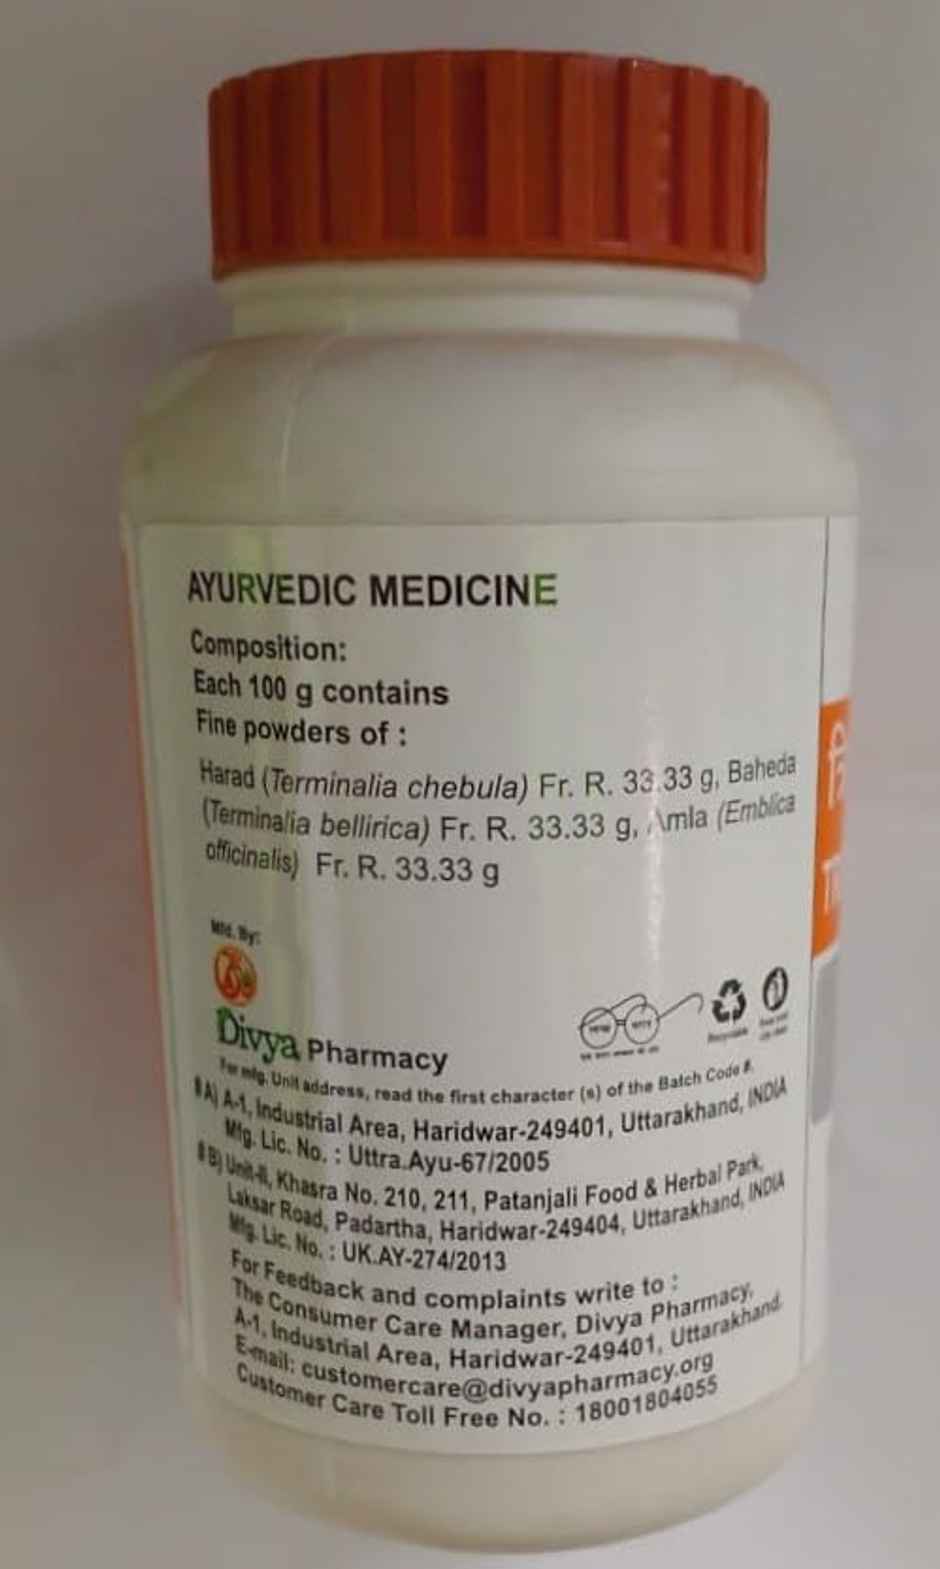 AYURVEDIC MEDICINE
Composition:
Each 100 g contains
Fine powders of :
Harad (Terminalia chebula) Fr. R. 33.33 g, Baheda
(Terminalia bellirica) Fr. R. 33.33 g, Amla (Emblica
officinalis) Fr. R. 33.33 g
Mfd. By:
Divya Pharmacy
For mfg. Unit address, read the first character (s) of the Batch Code #.
# A) A-1, Industrial Area, Haridwar-249401, Uttarakhand, INDIA
Mfg. Lic. No. : Uttra.Ayu-67/2005
# B) Unit-II, Khasra No. 210, 211, Patanjali Food & Herbal Park,
Laksar Road, Padartha, Haridwar-249404, Uttarakhand, INDIA
Mfg. Lic. No. : UK.AY-274/2013
For Feedback and complaints write to :
The Consumer Care Manager, Divya Pharmacy,
A-1, Industrial Area, Haridwar-249401, Uttarakhand.
E-mail: customercare@divyapharmacy.org
Customer Care Toll Free No. : 18001804055
Recyclable